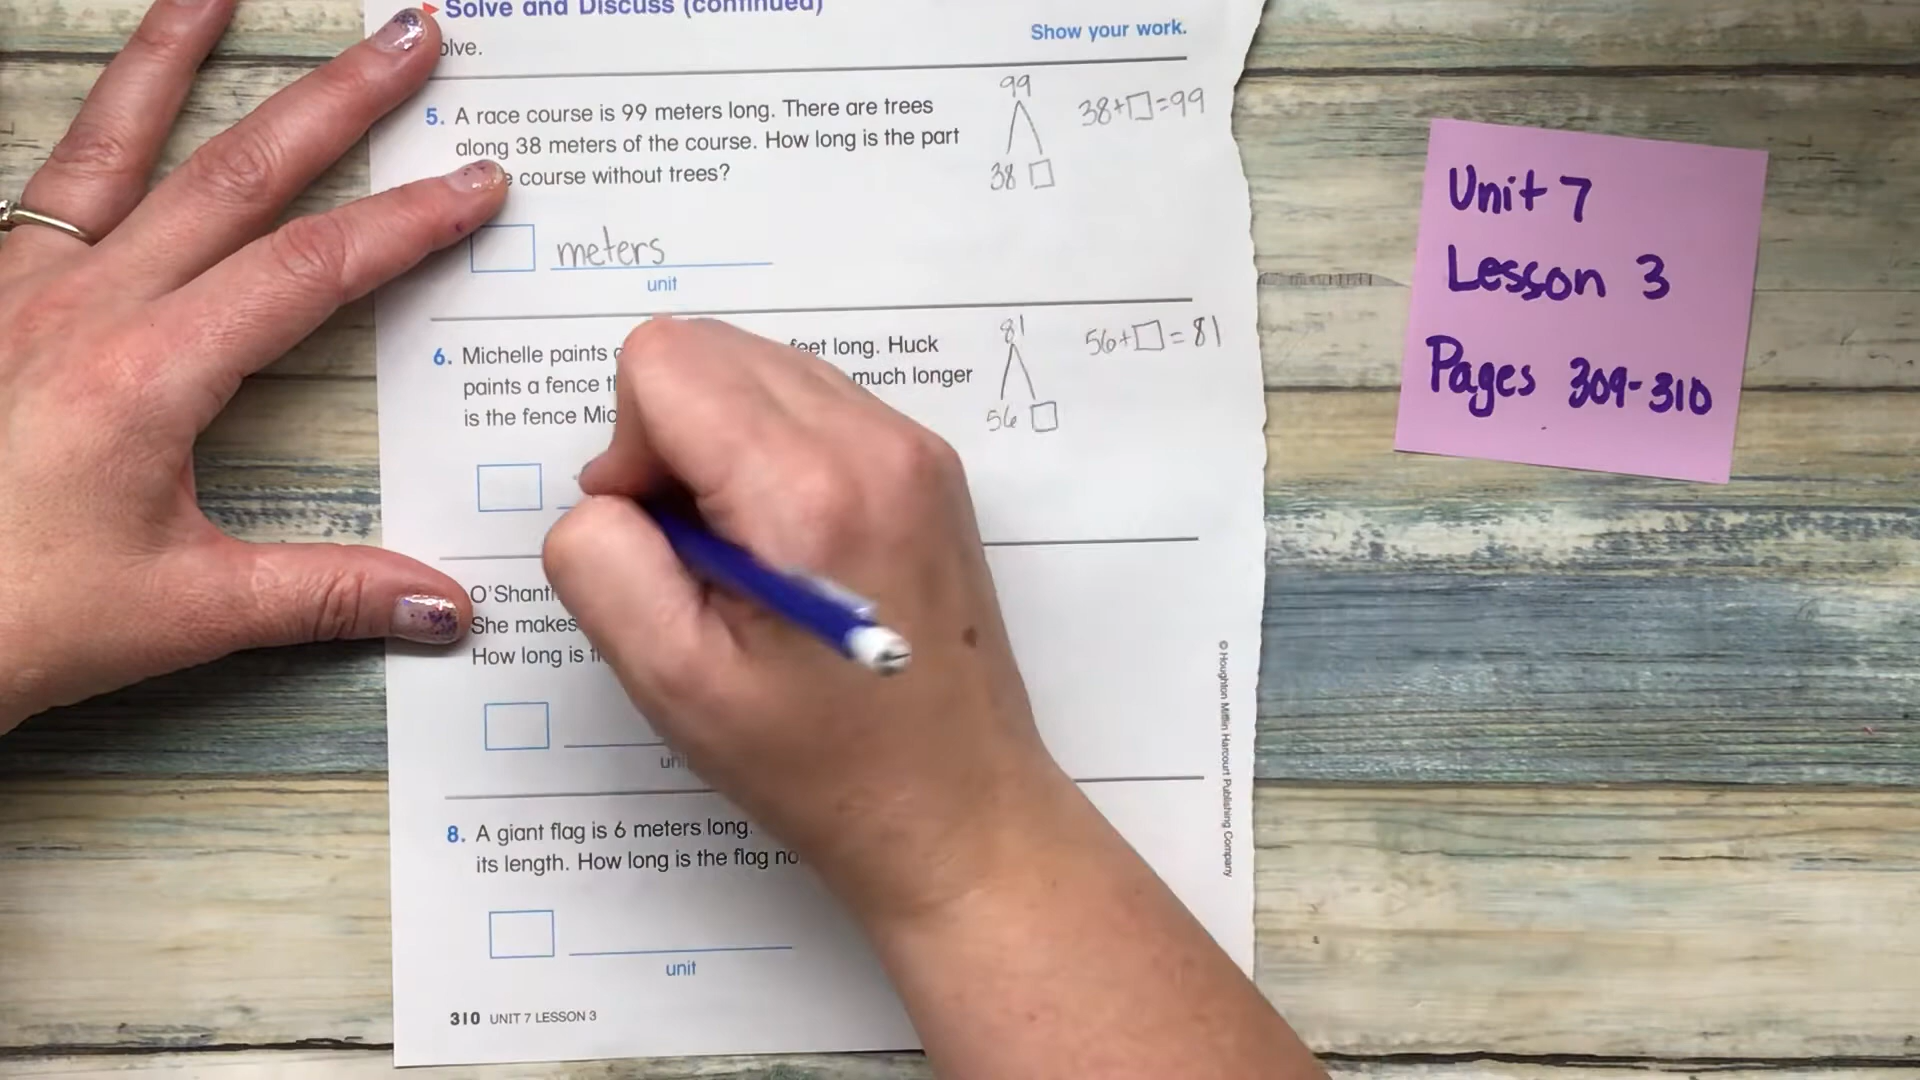 Solve and Discuss (continued)
olve.
Show your work.
5. A race course is 99 meters long. There are trees
along 38 meters of the course. How long is the part
course without trees?
99
38 □
38+□=99
□ meters
unit
6. Michelle paints feet long. Huck
paints a fence much longer
is the fence
81
56 □
56+□=81
O'Shant
She makes
How long is
8. A giant flag is 6 meters long.
its length. How long is the flag
unit
310 UNIT 7 LESSON 3
© Houghton Mifflin Harcourt Publishing Company
Unit 7
Lesson 3
Pages 309-310